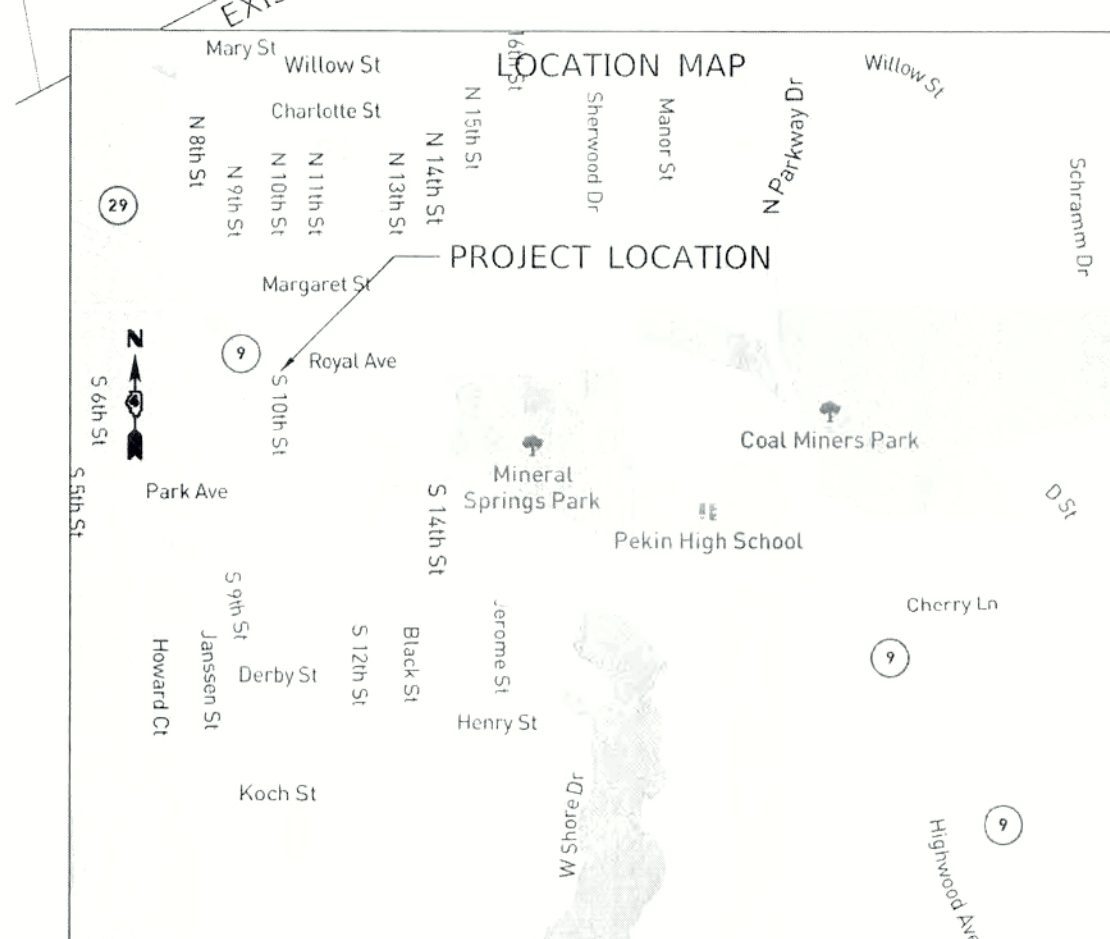 Mary St
Willow St
16th St
LOCATION MAP
Willow St
Charlotte St
N 8th St
N 9th St
N 10th St
N 11th St
N 13th St
N 14th St
N 15th St
Sherwood Dr
Manor St
N Parkway Dr
Schramm Dr
29
PROJECT LOCATION
Margaret St
N
9
Royal Ave
S 6th St
S 10th St
Coal Miners Park
Mineral
Springs Park
S 5th St
Park Ave
S 14th St
D St
Pekin High School
S 9th St
Cherry Ln
Howard Ct
Janssen St
Derby St
S 12th St
Black St
Jerome St
9
Henry St
Koch St
W Shore Dr
9
Highwood Ave